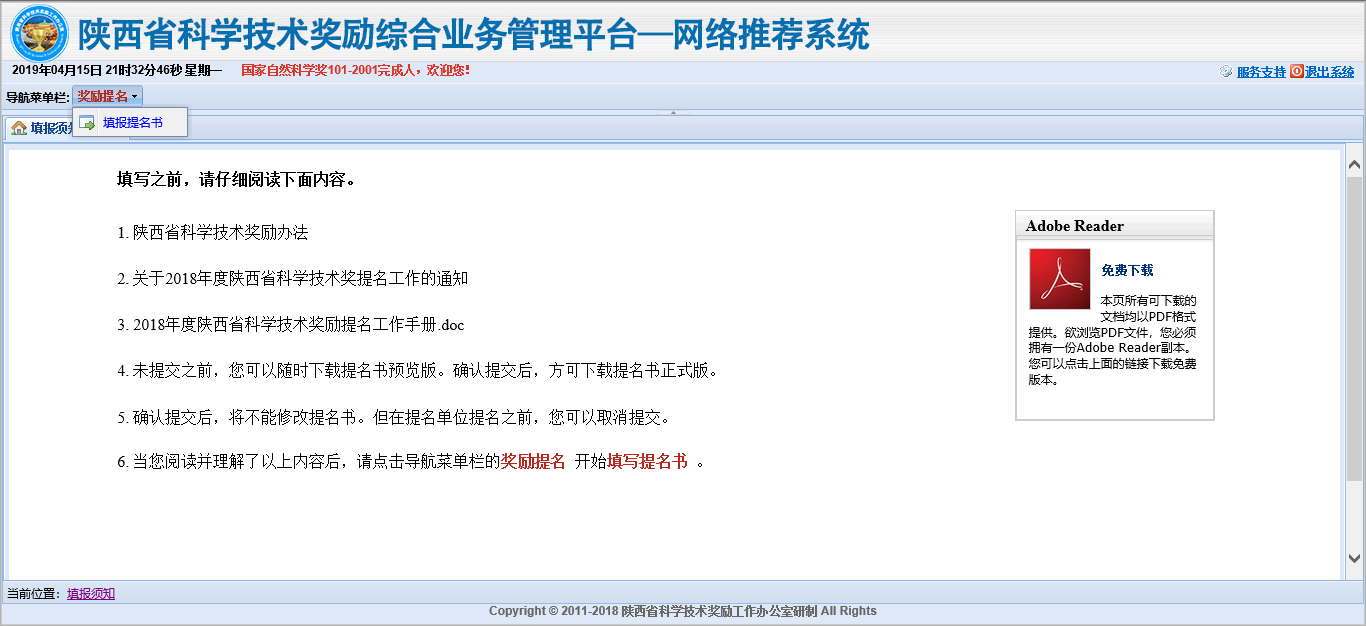 陕西省科学技术奖励综合业务管理平台—网络推荐系统
2019年04月15日 21时32分46秒 星期一 国家自然科学奖101-2001完成人，欢迎您！ 服务支持 退出系统
导航菜单栏: 奖励提名
填报须 填报提名书
填写之前，请仔细阅读下面内容。
1. 陕西省科学技术奖励办法
2. 关于2018年度陕西省科学技术奖提名工作的通知
3. 2018年度陕西省科学技术奖励提名工作手册.doc
4. 未提交之前，您可以随时下载提名书预览版。确认提交后，方可下载提名书正式版。
5. 确认提交后，将不能修改提名书。但在提名单位提名之前，您可以取消提交。
6. 当您阅读并理解了以上内容后，请点击导航菜单栏的奖励提名 开始填写提名书 。
Adobe Reader
免费下载
本页所有可下载的
文档均以PDF格式
提供。欲浏览PDF文件，您必须
拥有一份Adobe Reader副本。
您可以点击上面的链接下载免费
版本。
当前位置： 填报须知
Copyright © 2011-2018 陕西省科学技术奖励工作办公室研制 All Rights